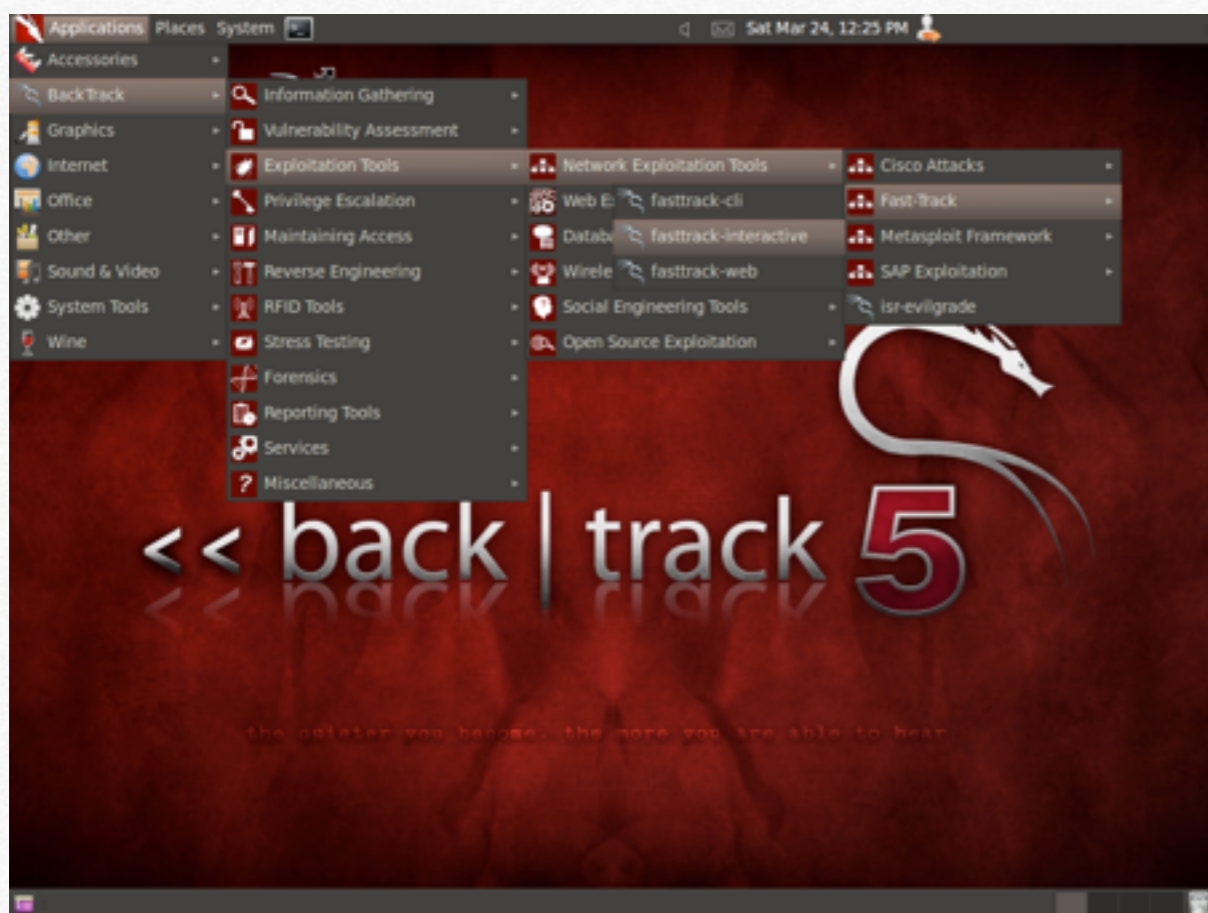 Applications Places System Sat Mar 24, 12:25 PM
Accessories
BackTrack
Graphics
Internet
Office
Other
Sound & Video
System Tools
Wine
Information Gathering
Vulnerability Assessment
Exploitation Tools
Privilege Escalation
Maintaining Access
Reverse Engineering
RFID Tools
Stress Testing
Forensics
Reporting Tools
Services
Miscellaneous
Network Exploitation Tools
Web E
Databa
Wirele
Social Engineering Tools
Open Source Exploitation
fasttrack-cli
fasttrack-interactive
fasttrack-web
Cisco Attacks
Fast-Track
Metasploit Framework
SAP Exploitation
isr-evilgrade
<< back | track 5
the quieter you become, the more you are able to hear